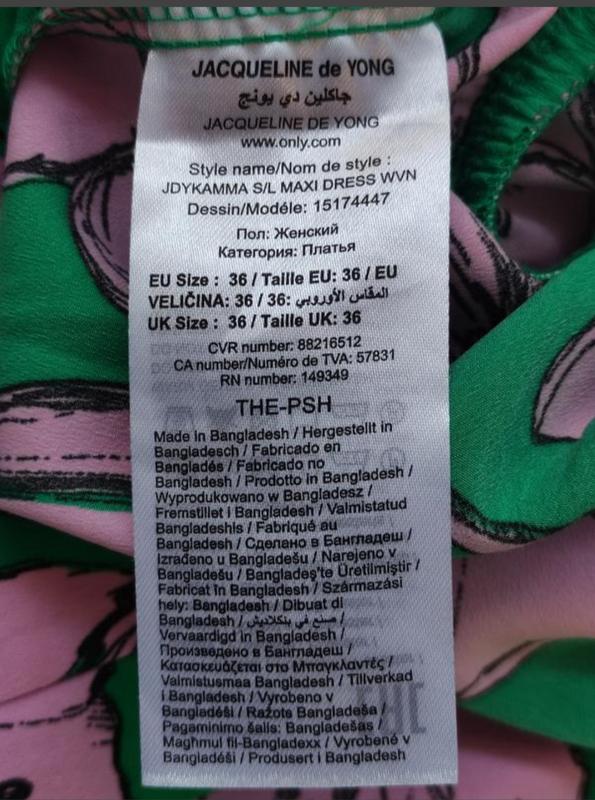 JACQUELINE de YONG
جاكلين دي يونج
JACQUELINE DE YONG
www.only.com
Style name/Nom de style :
JDYKAMMA S/L MAXI DRESS WVN
Dessin/Modéle: 15174447
Пол: Женский
Категория: Платья
EU Size : 36 / Taille EU: 36 / EU
VELIČINA: 36 / 36: المقاس الأوروبي
UK Size : 36 / Taille UK: 36
CVR number: 88216512
CA number/Numéro de TVA: 57831
RN number: 149349
THE-PSH
Made in Bangladesh / Hergestellt in
Bangladesch / Fabricado en
Bangladés / Fabricado no
Bangladesh / Prodotto in Bangladesh /
Wyprodukowano w Bangladesz /
Fremstillet i Bangladesh / Valmistatud
Bangladeshis / Fabriqué au
Bangladesh / Сделано в Бангладеш /
Izrađeno u Bangladešu / Narejeno v
Bangladešu / Bangladeş'te Üretilmiştir /
Fabricat în Bangladesh / Származási
hely: Bangladesh / Dibuat di
Bangladesh / صنع في بنكلاديش /
Vervaardigd in Bangladesh /
Произведено в Бангладеш /
Κατασκευάζεται στο Μπαγκλαντές /
Valmistusmaa Bangladesh / Tillverkad
i Bangladesh / Vyrobeno v
Bangladéši / Ražots Bangladeša /
Pagaminimo šalis: Bangladešas /
Magħmul fil-Bangladexx / Vyrobené v
Bangladéši / Produsert i Bangladesh